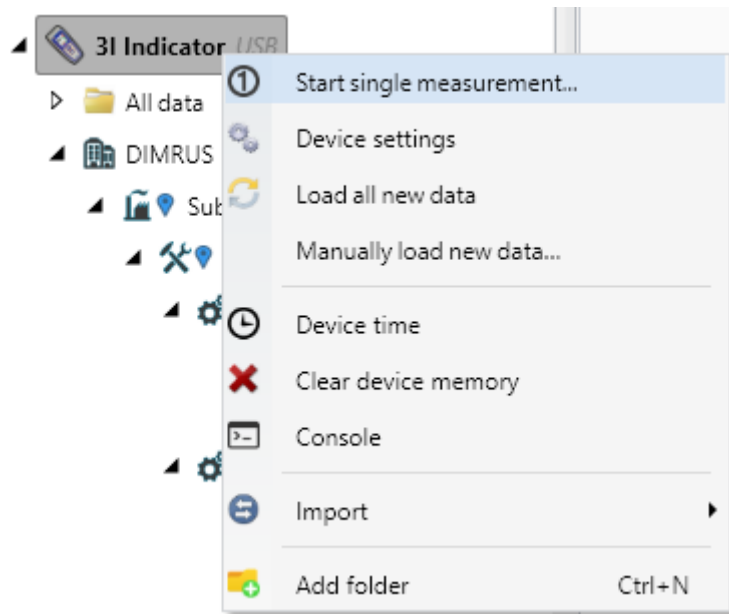 3I Indicator USB
Start single measurement...
All data
Device settings
DIMRUS
Load all new data
Sub
Manually load new data...
Device time
Clear device memory
Console
Import
Add folder Ctrl+N